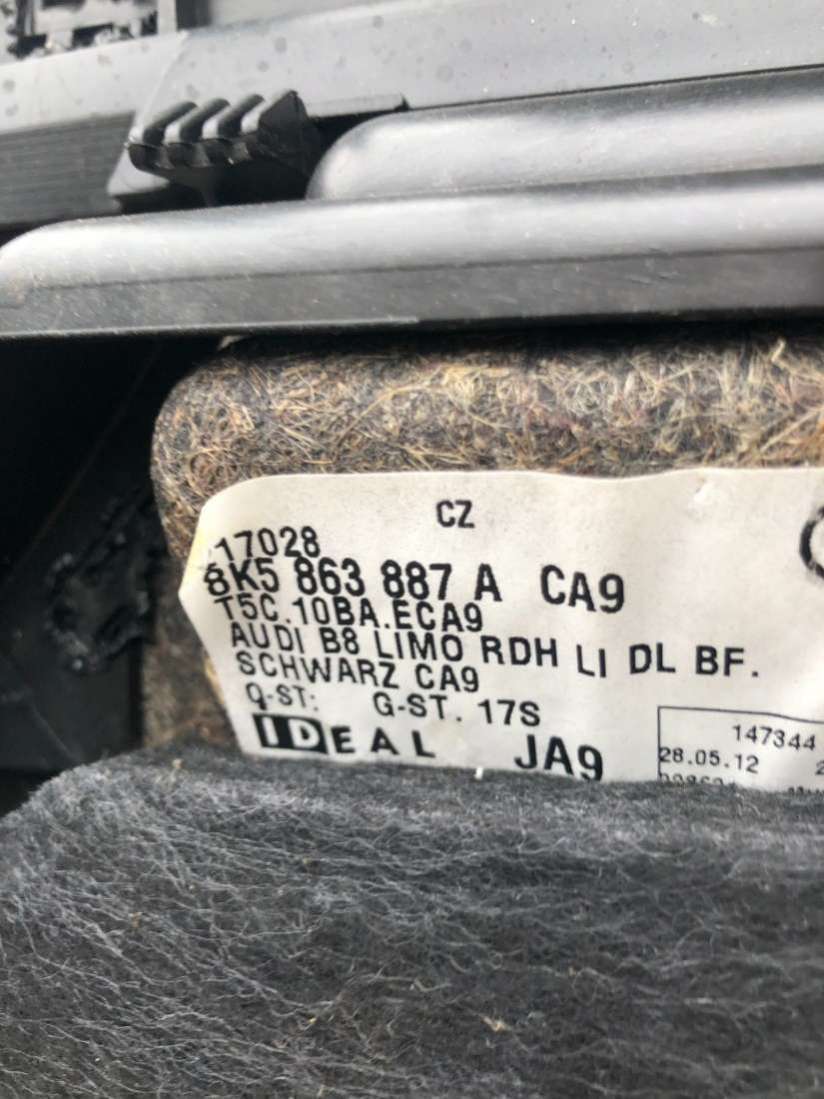 CZ
17028
8K5 863 887 A CA9
T5C.10BA.ECA9
AUDI B8 LIMO RDH LI DL BF.
SCHWARZ CA9
Q-ST: G-ST. 17S
IDEAL JA9
147344
28.05.12